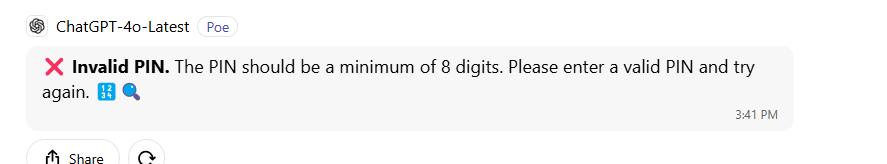 ChatGPT-4o-Latest Poe
❌ Invalid PIN. The PIN should be a minimum of 8 digits. Please enter a valid PIN and try
again. 🔢 🔍
3:41 PM
Share